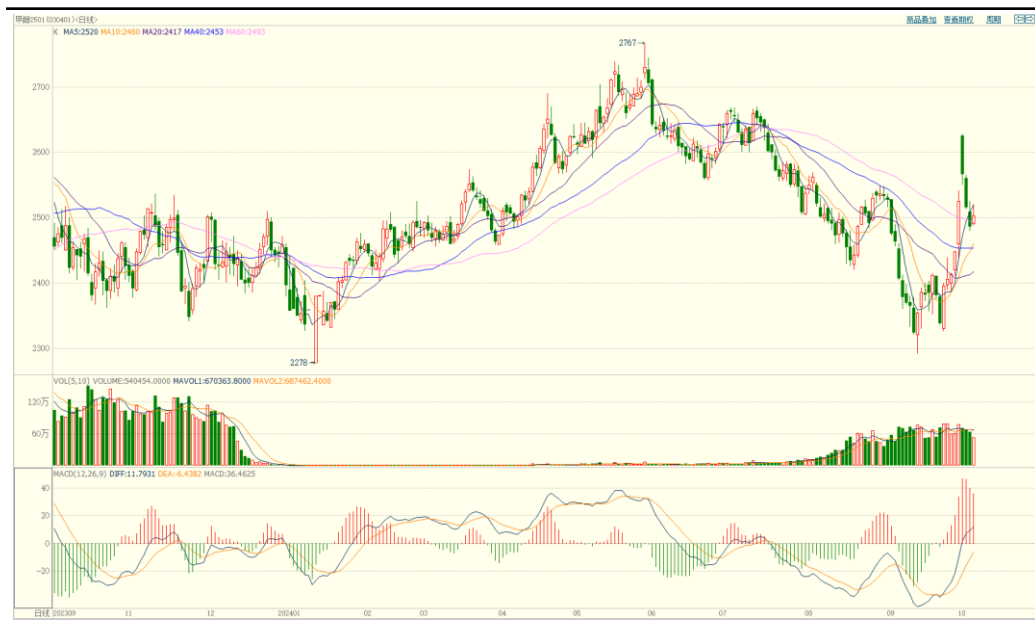 甲醇2501(030401)<日线> 商品叠加 查看期权 周期
K MA5:2520 MA10:2460 MA20:2417 MA40:2453 MA60:2493
2767
2700
2600
2500
2400
2300
2278
VOL(5,10) VOLUME:540454.0000 MAVOL1:670363.8000 MAVOL2:687462.4000
120万
60万
MACD(12,26,9) DIFF:11.7931 DEA:-6.4382 MACD:36.4625
40
20
0
-20
日线 202309 11 12 202401 02 03 04 05 06 07 08 09 10